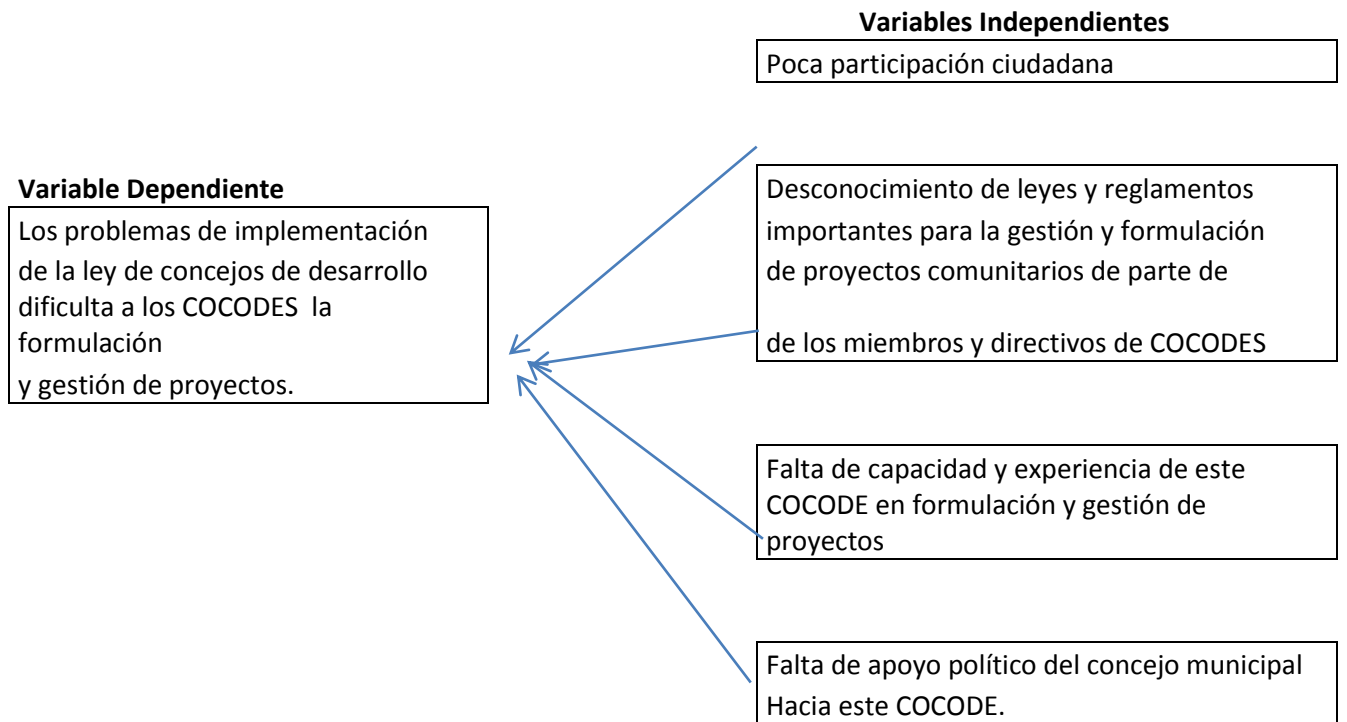 Variables Independientes
Poca participación ciudadana
Variable Dependiente
Los problemas de implementación
de la ley de concejos de desarrollo
dificulta a los COCODES la
formulación
y gestión de proyectos.
Desconocimiento de leyes y reglamentos
importantes para la gestión y formulación
de proyectos comunitarios de parte de
de los miembros y directivos de COCODES
Falta de capacidad y experiencia de este
COCODE en formulación y gestión de
proyectos
Falta de apoyo político del concejo municipal
Hacia este COCODE.